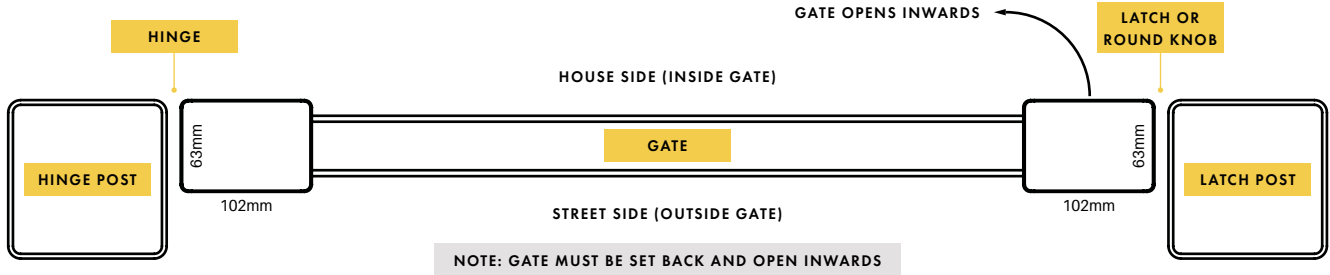 GATE OPENS INWARDS
LATCH OR
ROUND KNOB
HINGE
HOUSE SIDE (INSIDE GATE)
63mm
GATE
63mm
HINGE POST
LATCH POST
102mm
102mm
STREET SIDE (OUTSIDE GATE)
NOTE: GATE MUST BE SET BACK AND OPEN INWARDS